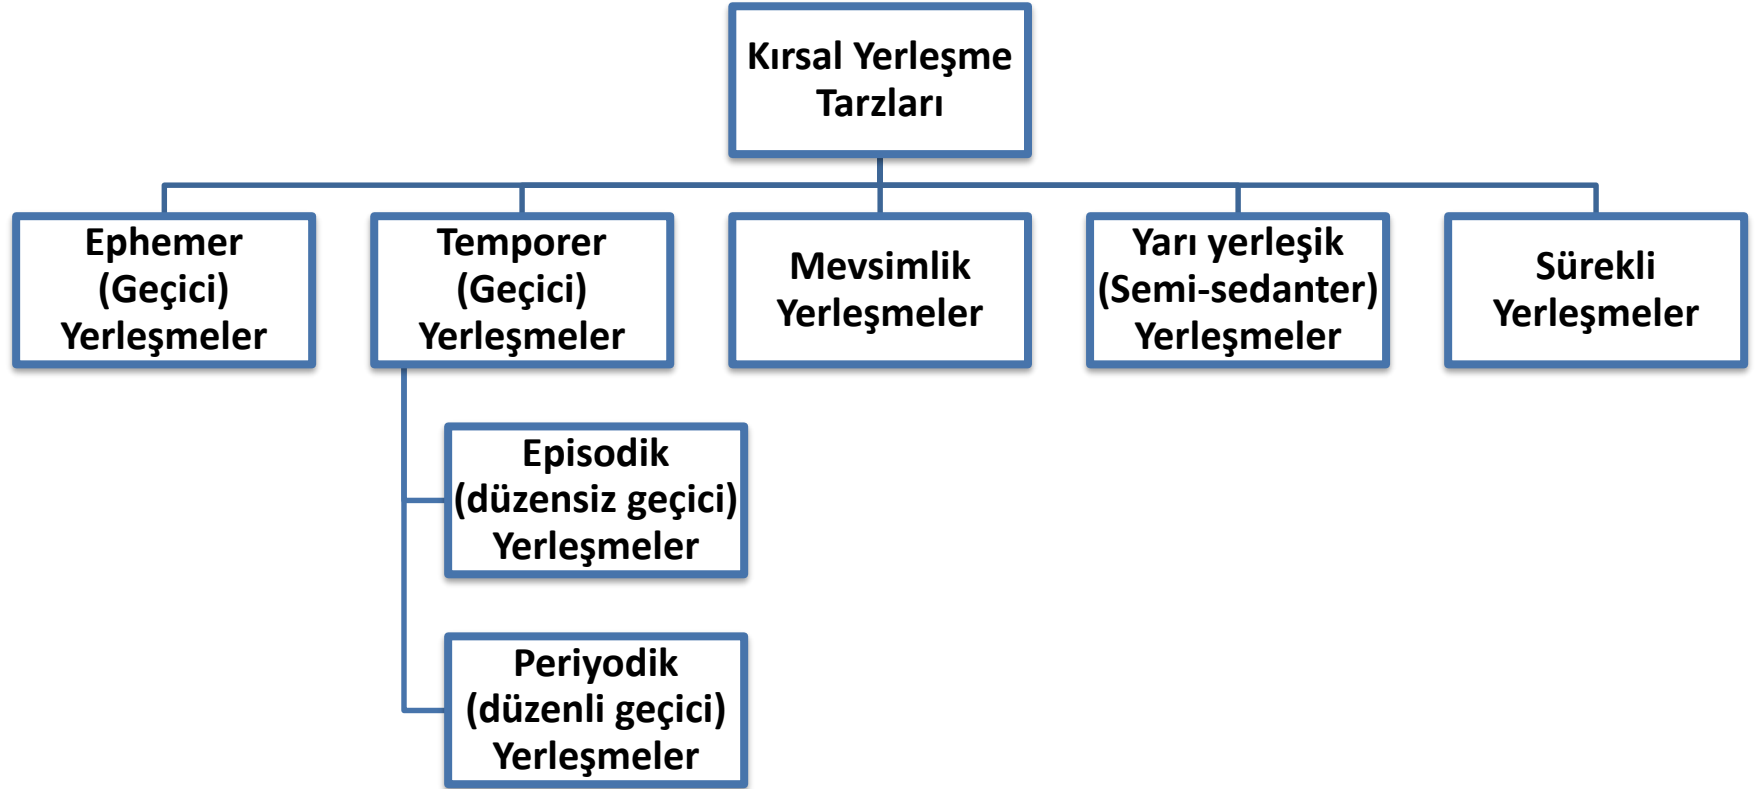 Kırsal Yerleşme
Tarzları
Ephemer
(Geçici)
Yerleşmeler
Temporer
(Geçici)
Yerleşmeler
Mevsimlik
Yerleşmeler
Yarı yerleşik
(Semi-sedanter)
Yerleşmeler
Sürekli
Yerleşmeler
Episodik
(düzensiz geçici)
Yerleşmeler
Periyodik
(düzenli geçici)
Yerleşmeler